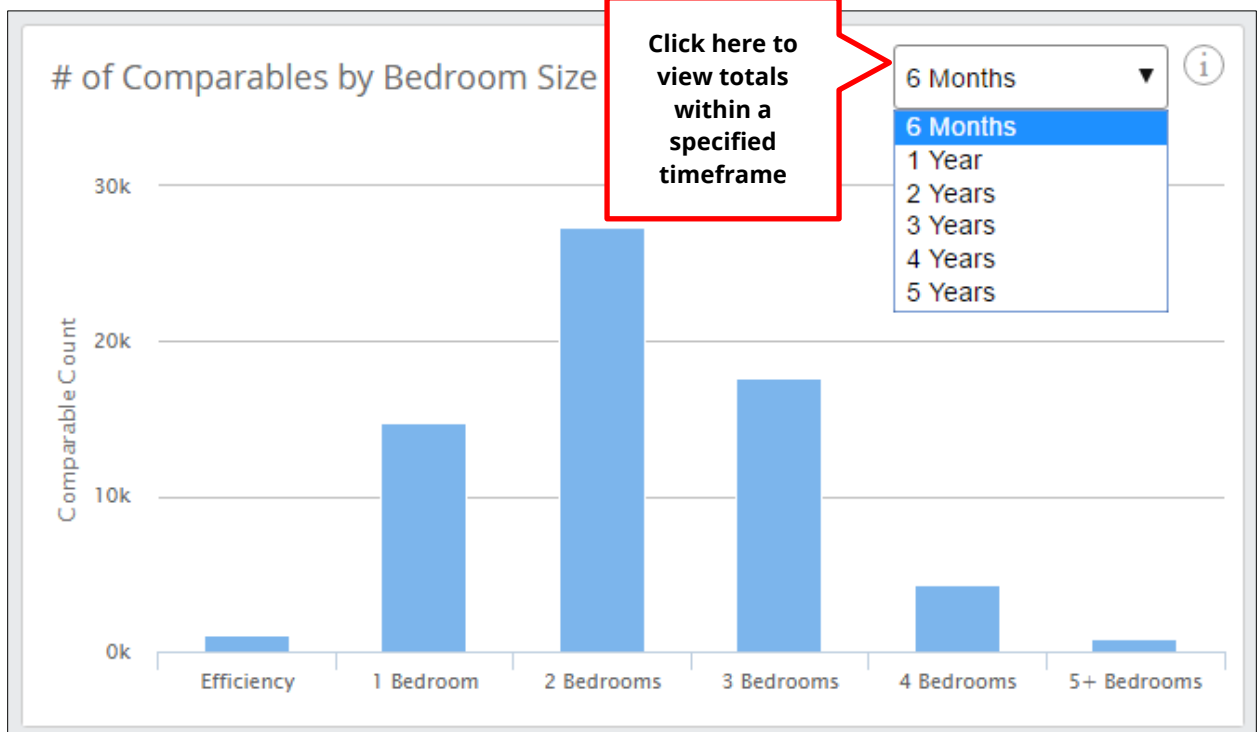 # of Comparables by Bedroom Size
Click here to
view totals
within a
specified
timeframe
6 Months ▼
i
6 Months
1 Year
2 Years
3 Years
4 Years
5 Years
Comparable Count
30k
20k
10k
0k
Efficiency
1 Bedroom
2 Bedrooms
3 Bedrooms
4 Bedrooms
5+ Bedrooms